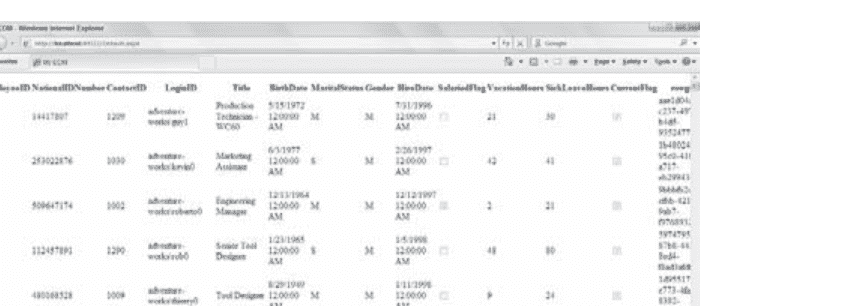 COM - Windows Internet Explorer
Google
Page Safety Tools
NationalIDNumber ContactID LoginID Title BirthDate MaritalStatus Gender HireDate SalariedFlag VacationHours SickLeaveHours CurrentFlag
14417807 1209 adventure-works\guy1 Production Technician - WC60 5/15/1972 12:00:00 AM M M 7/31/1996 12:00:00 AM 21 30
253022876 1030 adventure-works\kevin0 Marketing Assistant 6/3/1977 12:00:00 AM S M 2/26/1997 12:00:00 AM 42 41
509647174 1002 adventure-works\roberto0 Engineering Manager 12/13/1964 12:00:00 AM M M 12/12/1997 12:00:00 AM 2 21
112457891 1290 adventure-works\rob0 Senior Tool Designer 1/23/1965 12:00:00 AM S M 1/5/1998 12:00:00 AM 48 80
480168528 1009 adventure-works\thierry0 Tool Designer 8/29/1949 12:00:00 AM M M 1/11/1998 12:00:00 AM 9 24